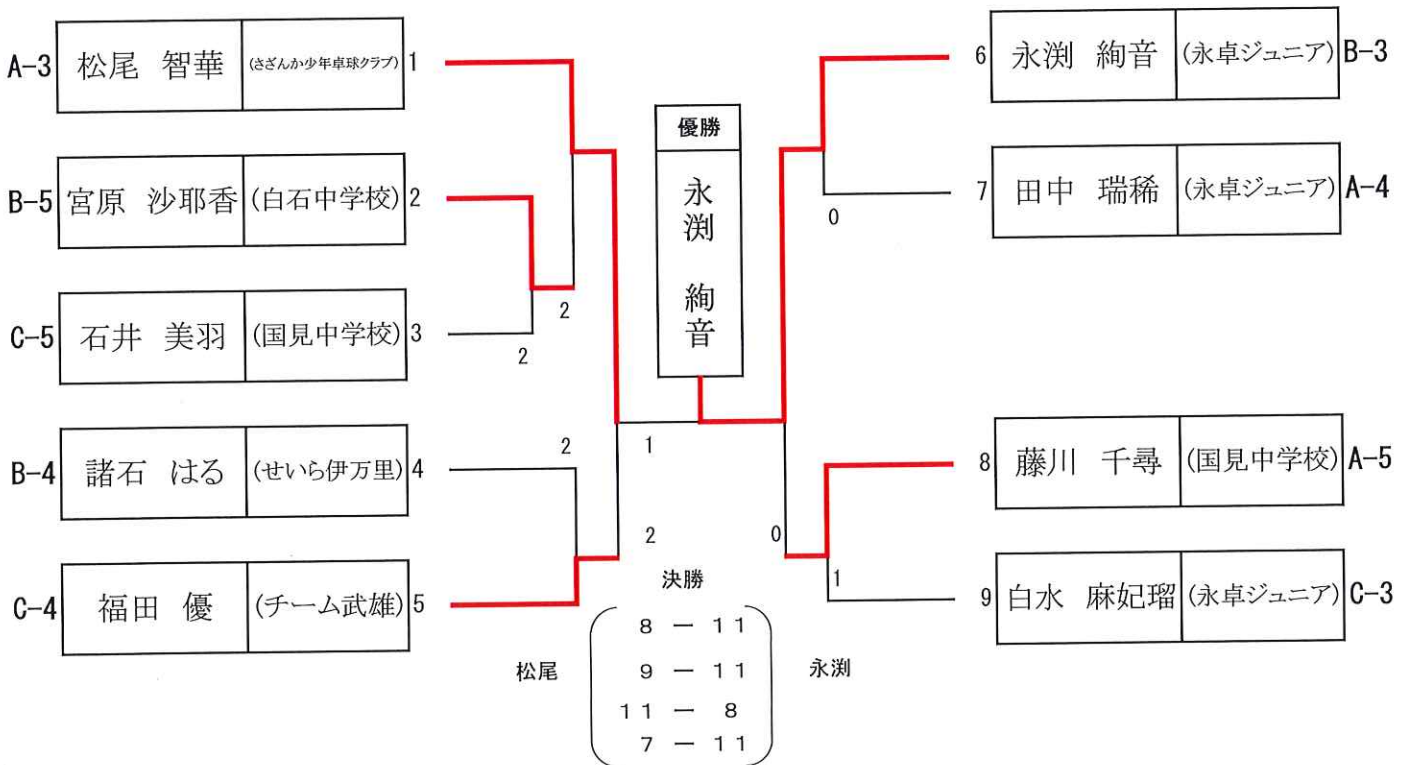 A-3 松尾 智華 (さざんか少年卓球クラブ) 1
B-5 宮原 沙耶香 (白石中学校) 2
C-5 石井 美羽 (国見中学校) 3
B-4 諸石 はる (せいら伊万里) 4
C-4 福田 優 (チーム武雄) 5
2
2
2
1
2
優勝
永渕 絢音
6 永渕 絢音 (永卓ジュニア) B-3
7 田中 瑞稀 (永卓ジュニア) A-4
8 藤川 千尋 (国見中学校) A-5
9 白水 麻妃瑠 (永卓ジュニア) C-3
0
0
1
決勝
松尾
8 — 11
9 — 11
11 — 8
7 — 11
永渕